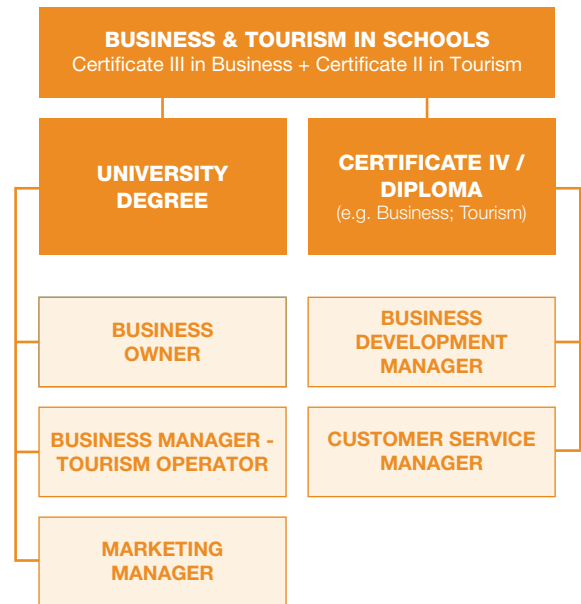 BUSINESS & TOURISM IN SCHOOLS
Certificate III in Business + Certificate II in Tourism
UNIVERSITY
DEGREE
CERTIFICATE IV /
DIPLOMA
(e.g. Business; Tourism)
BUSINESS
OWNER
BUSINESS MANAGER -
TOURISM OPERATOR
MARKETING
MANAGER
BUSINESS
DEVELOPMENT
MANAGER
CUSTOMER SERVICE
MANAGER